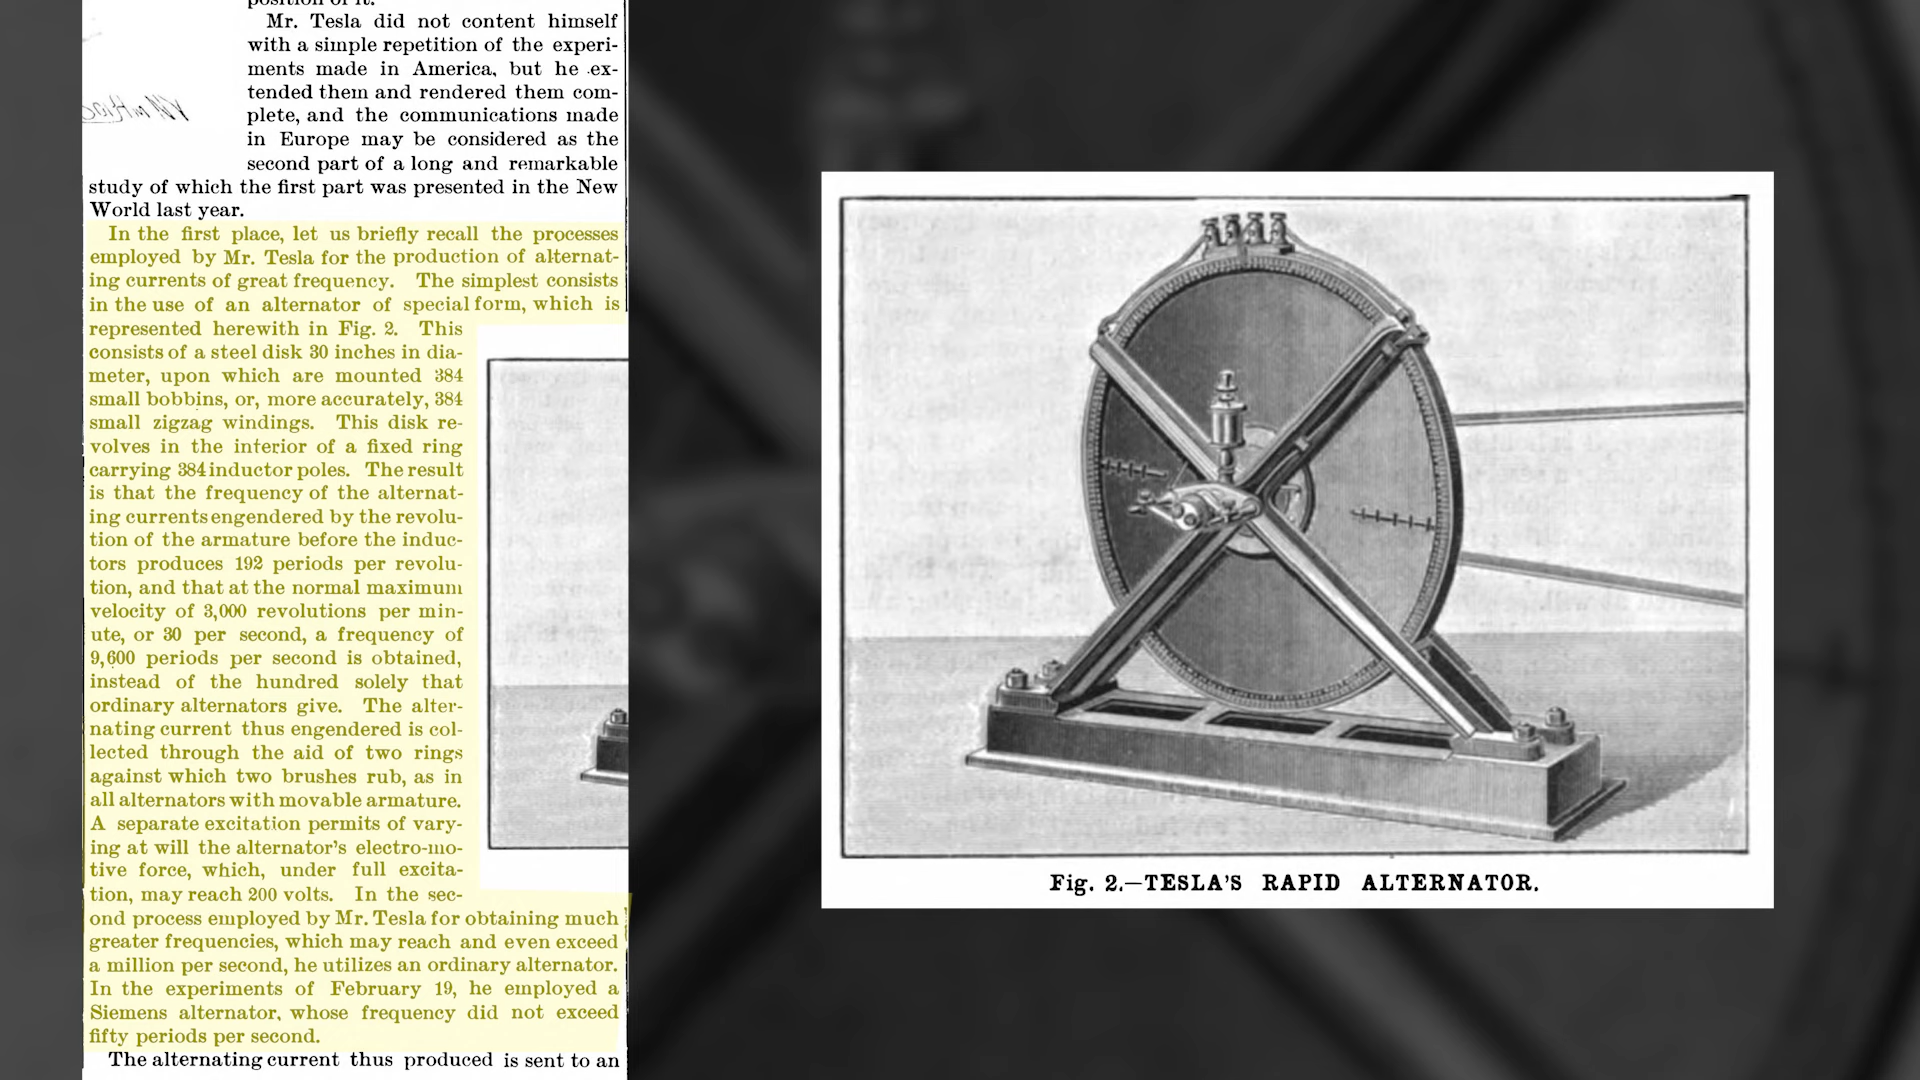 position of it.
Mr. Tesla did not content himself
with a simple repetition of the experi-
ments made in America, but he ex-
tended them and rendered them com-
plete, and the communications made
in Europe may be considered as the
second part of a long and remarkable
study of which the first part was presented in the New
World last year.
In the first place, let us briefly recall the processes
employed by Mr. Tesla for the production of alternat-
ing currents of great frequency. The simplest consists
in the use of an alternator of special form, which is
represented herewith in Fig. 2. This
consists of a steel disk 30 inches in dia-
meter, upon which are mounted 384
small bobbins, or, more accurately, 384
small zigzag windings. This disk re-
volves in the interior of a fixed ring
carrying 384 inductor poles. The result
is that the frequency of the alternat-
ing currents engendered by the revolu-
tion of the armature before the induc-
tors produces 192 periods per revolu-
tion, and that at the normal maximum
velocity of 3,000 revolutions per min-
ute, or 30 per second, a frequency of
9,600 periods per second is obtained,
instead of the hundred solely that
ordinary alternators give. The alter-
nating current thus engendered is col-
lected through the aid of two rings
against which two brushes rub, as in
all alternators with movable armature.
A separate excitation permits of vary-
ing at will the alternator's electro-mo-
tive force, which, under full excita-
tion, may reach 200 volts. In the sec-
ond process employed by Mr. Tesla for obtaining much
greater frequencies, which may reach and even exceed
a million per second, he utilizes an ordinary alternator.
In the experiments of February 19, he employed a
Siemens alternator, whose frequency did not exceed
fifty periods per second.
The alternating current thus produced is sent to an
Fig. 2.—TESLA'S RAPID ALTERNATOR.